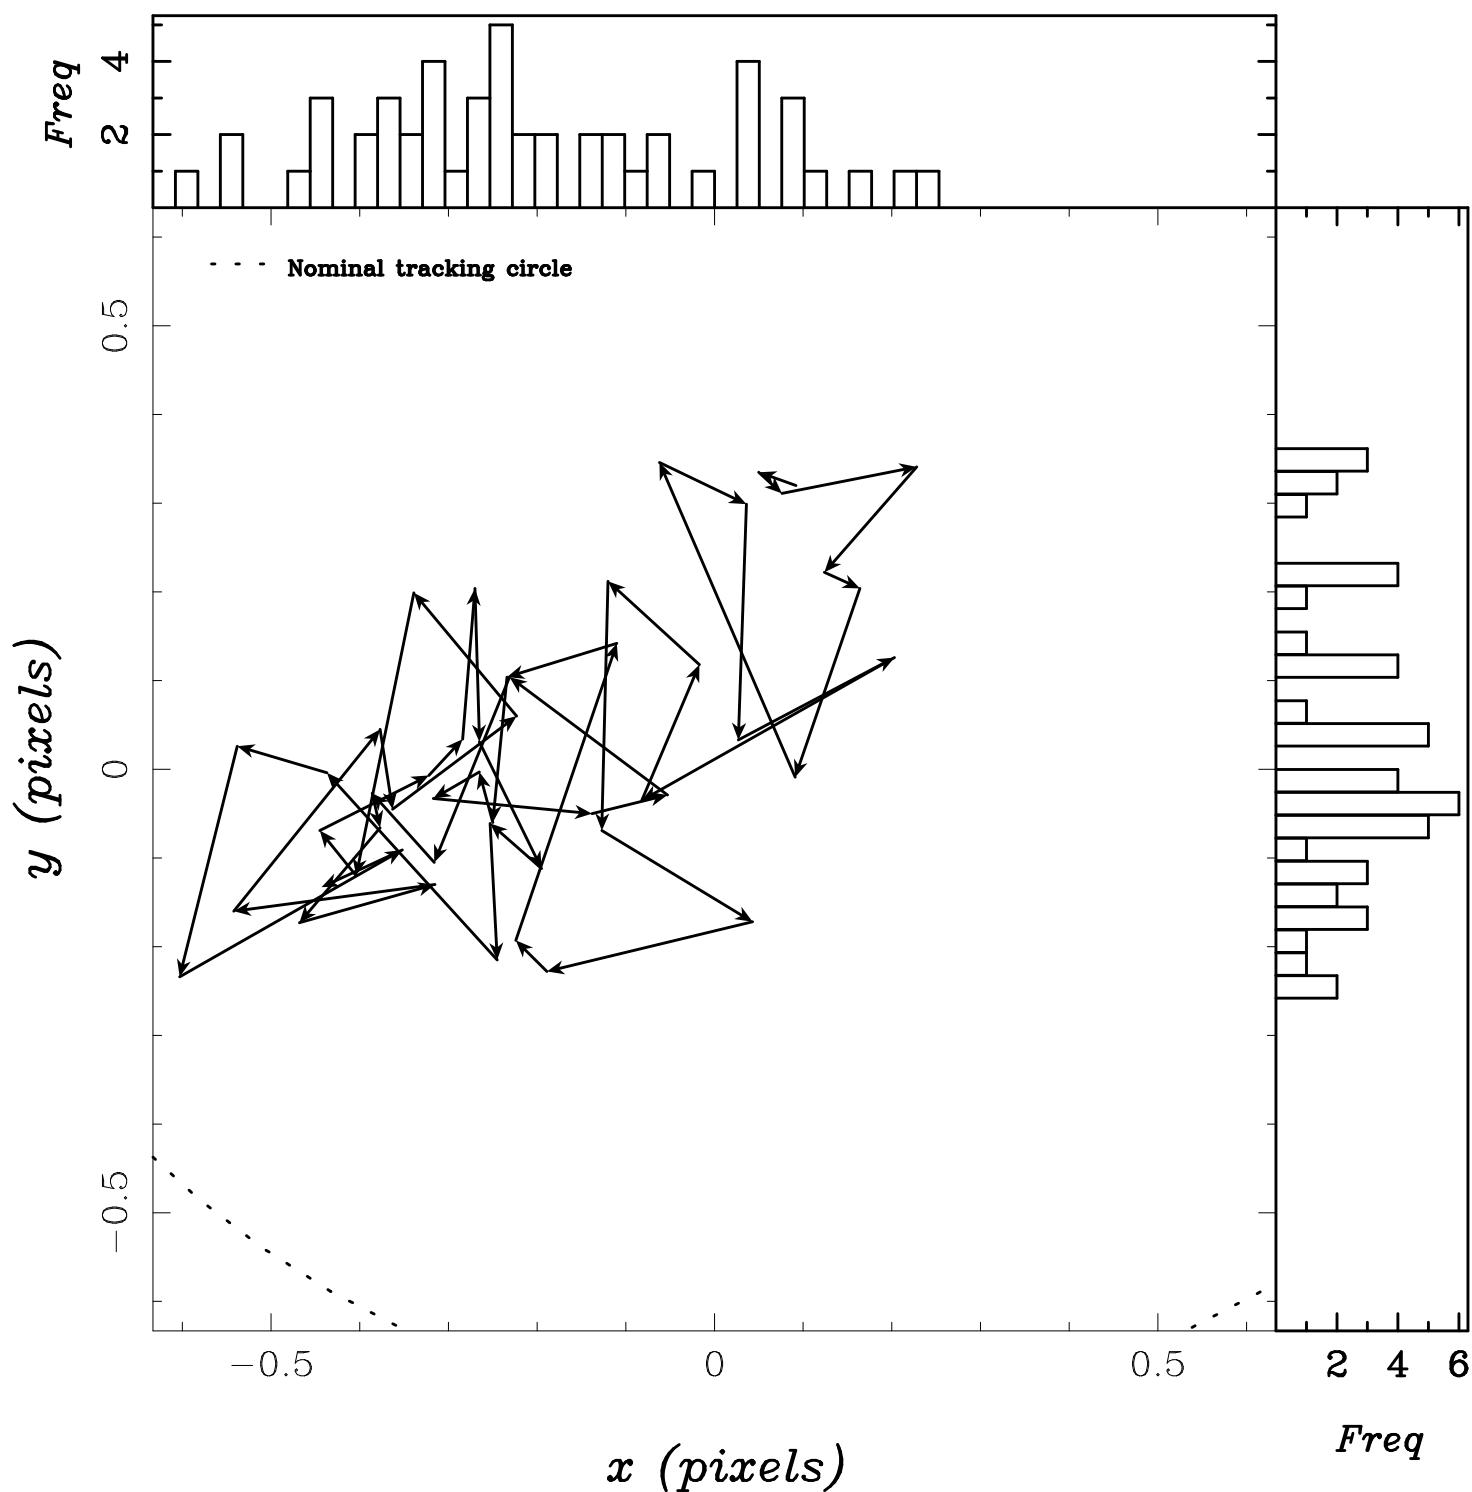 Freq
4
2
Nominal tracking circle
0.5
0
−0.5
y (pixels)
−0.5 0 0.5
2 4 6
Freq
x (pixels)